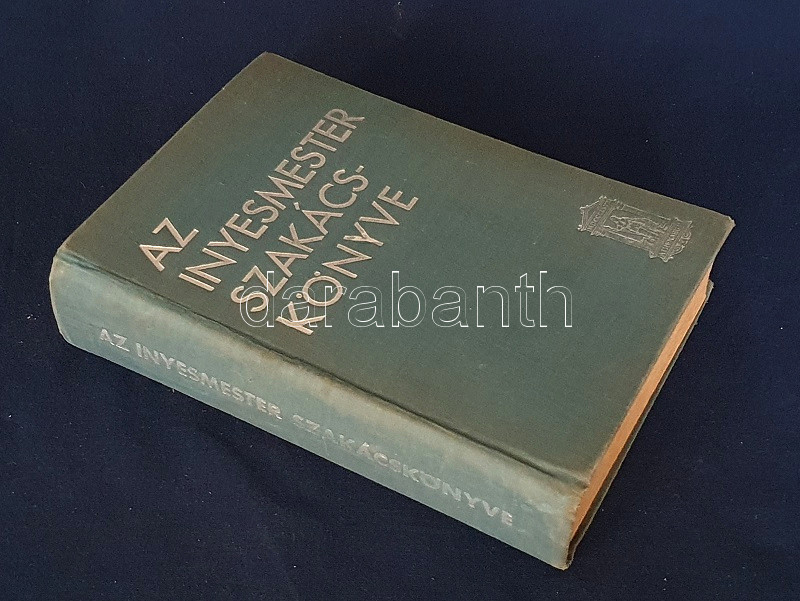 AZ
INYESMESTER
SZAKÁCS-
KÖNYVE
darabanth
AZ INYESMESTER SZAKÁCSKÖNYVE